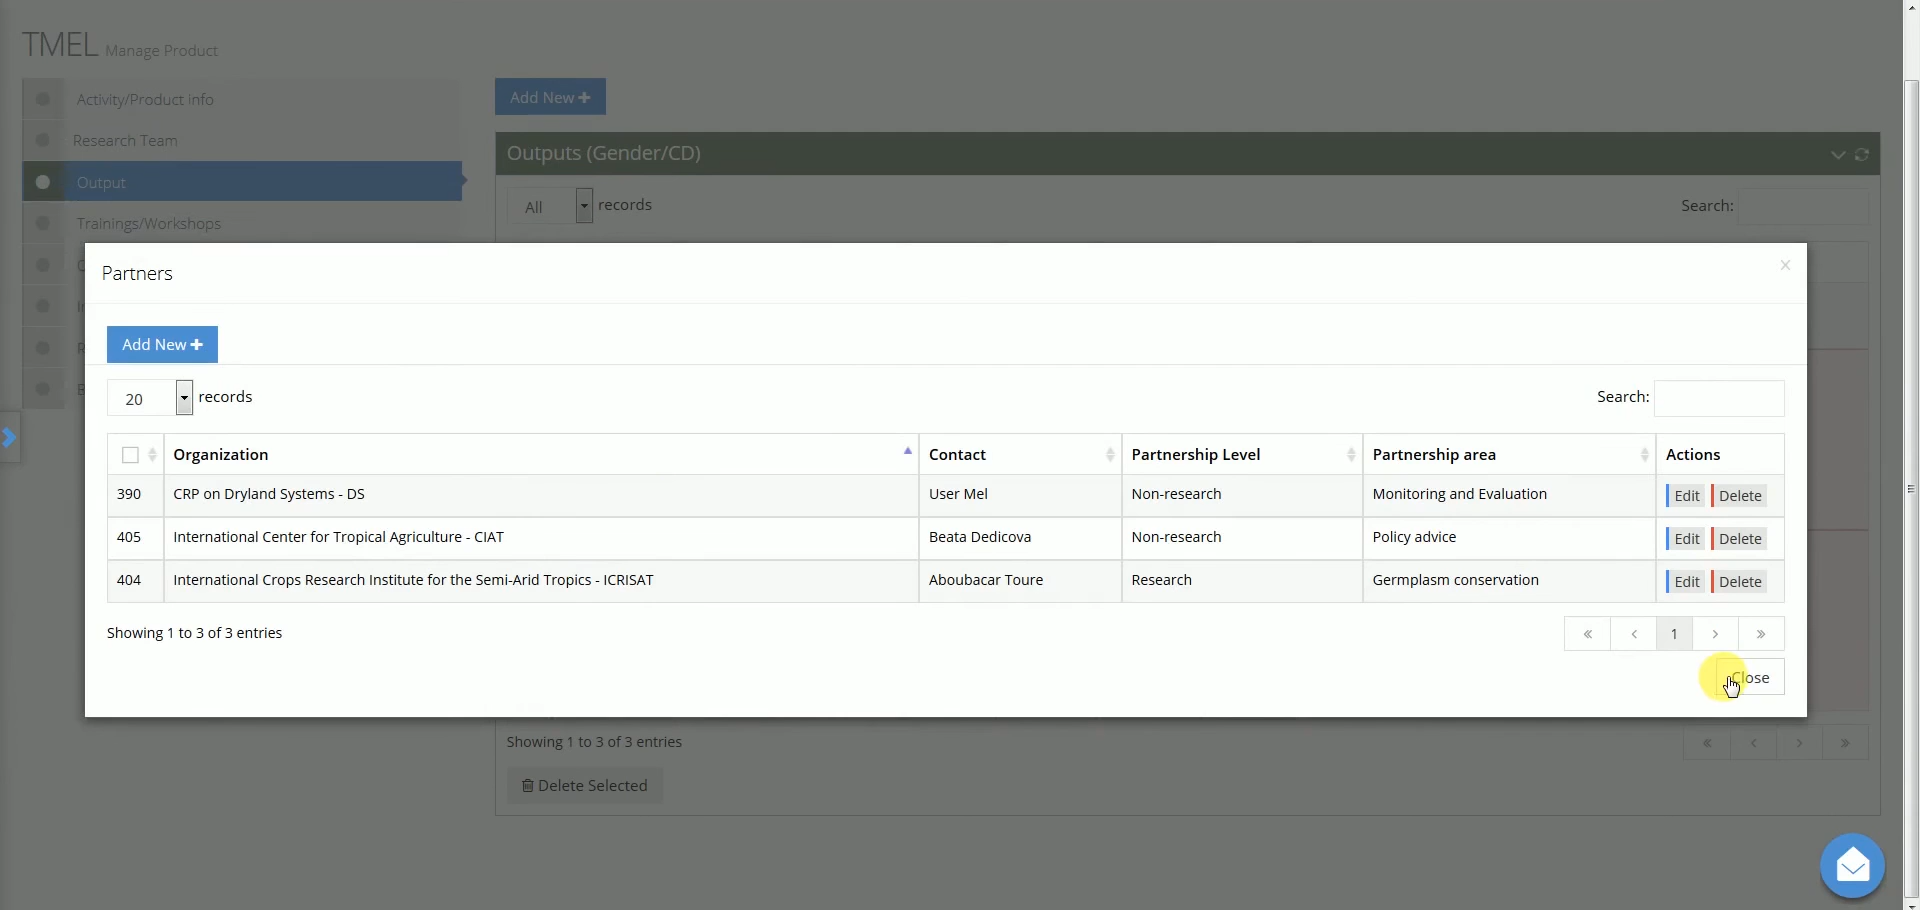 TMEL Manage Product
Activity/Product info
Research Team
Output
Trainings/Workshops
Add New
Outputs (Gender/CD)
All records
Search:
Partners
×
Add New
20 records
Search:
Organization Contact Partnership Level Partnership area Actions
390 CRP on Dryland Systems - DS User Mel Non-research Monitoring and Evaluation Edit Delete
405 International Center for Tropical Agriculture - CIAT Beata Dedicova Non-research Policy advice Edit Delete
404 International Crops Research Institute for the Semi-Arid Tropics - ICRISAT Aboubacar Toure Research Germplasm conservation Edit Delete
Showing 1 to 3 of 3 entries
« ‹ 1 › »
Close
Showing 1 to 3 of 3 entries
« ‹ › »
Delete Selected